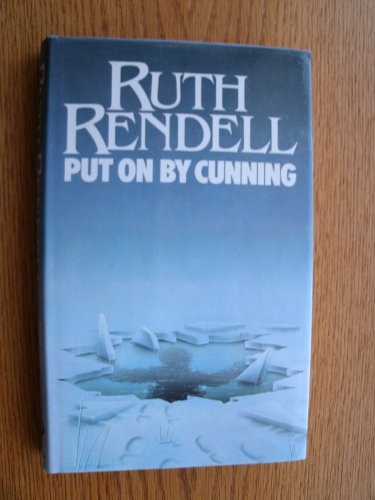 RUTH
RENDELL
PUT ON BY CUNNING